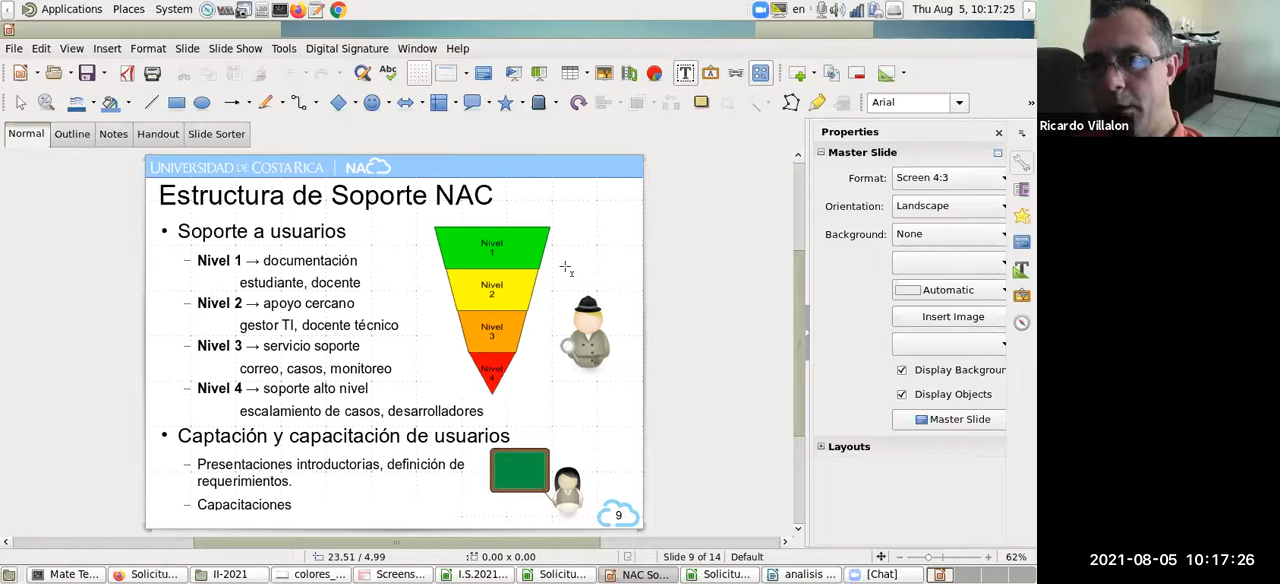 Applications Places System en Thu Aug 5, 10:17:25
File Edit View Insert Format Slide Slide Show Tools Digital Signature Window Help
Abc
Arial
Normal Outline Notes Handout Slide Sorter
UNIVERSIDAD DE COSTA RICA | NAC
Estructura de Soporte NAC
• Soporte a usuarios
– Nivel 1 → documentación
estudiante, docente
– Nivel 2 → apoyo cercano
gestor TI, docente técnico
– Nivel 3 → servicio soporte
correo, casos, monitoreo
– Nivel 4 → soporte alto nivel
escalamiento de casos, desarrolladores
• Captación y capacitación de usuarios
– Presentaciones introductorias, definición de
requerimientos.
– Capacitaciones
Nivel
1
Nivel
2
Nivel
3
Nivel
4
9
Properties
Master Slide
Format: Screen 4:3
Orientation: Landscape
Background: None
Automatic
Insert Image
Display Backgroun
Display Objects
Master Slide
Layouts
Ricardo Villalon
23.51 / 4.99 0.00 x 0.00 Slide 9 of 14 Default 62%
Mate Te... Solicitu... II-2021 colores_... Screens... I.S.2021... Solicitu... NAC So... Solicitu... analisis ... [Chat]
2021-08-05 10:17:26